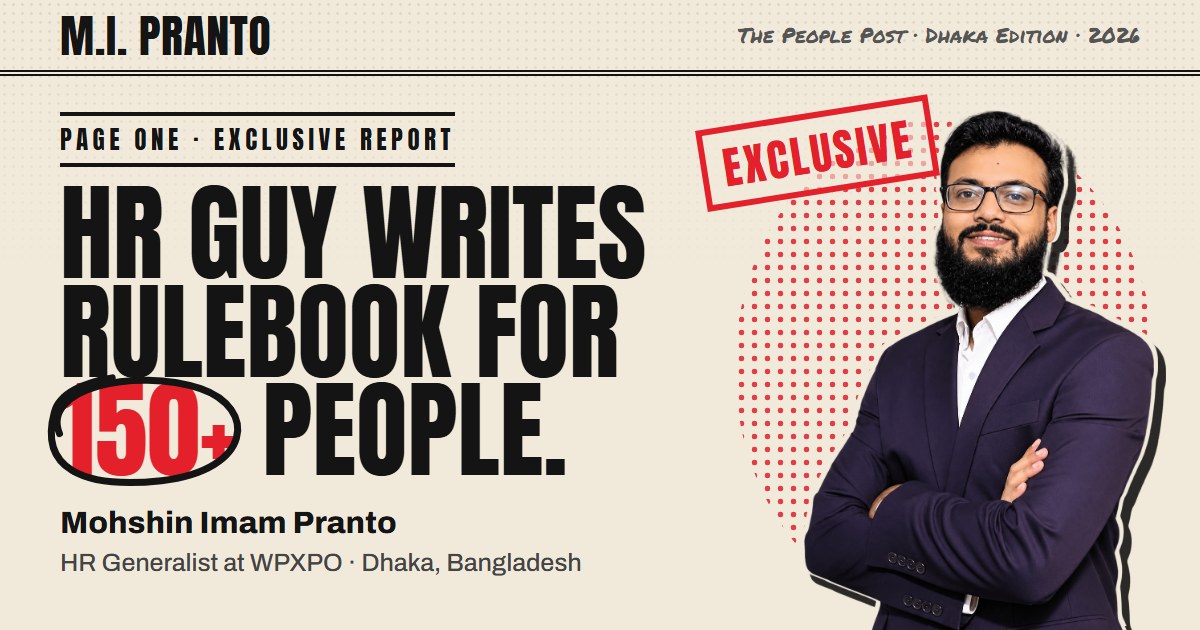 M.I. PRANTO
The People Post · Dhaka Edition · 2026
PAGE ONE · EXCLUSIVE REPORT
EXCLUSIVE
HR GUY WRITES
RULEBOOK FOR
150+ PEOPLE.
Mohshin Imam Pranto
HR Generalist at WPXPO · Dhaka, Bangladesh